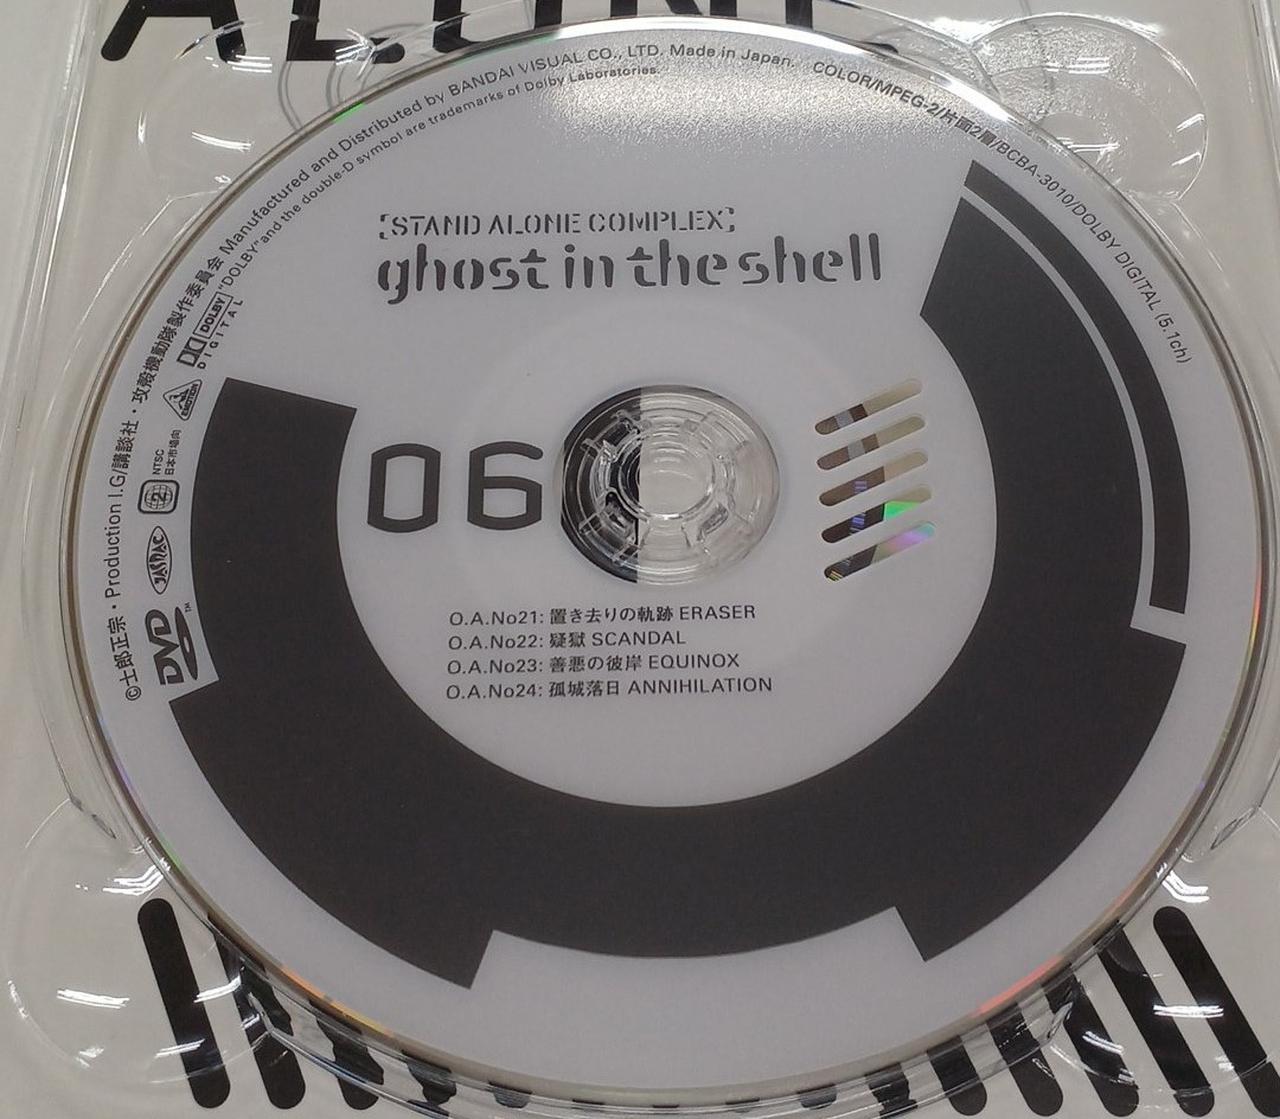 ALONE
©士郎正宗・Production I.G/講談社・攻殻機動隊製作委員会 Manufactured and Distributed by BANDAI VISUAL CO., LTD. Made in Japan. COLOR/MPEG-2/片面2層/BCBA-3010/DOLBY DIGITAL (5.1ch)
"DOLBY" and the double-D symbol are trademarks of Dolby Laboratories.
DOLBY
DIGITAL
EMOTION
NTSC
日本市場向
2
JASRAC
DVD
TM
[STAND ALONE COMPLEX]
ghost in the shell
06
O.A.No21: 置き去りの軌跡 ERASER
O.A.No22: 疑獄 SCANDAL
O.A.No23: 善悪の彼岸 EQUINOX
O.A.No24: 孤城落日 ANNIHILATION